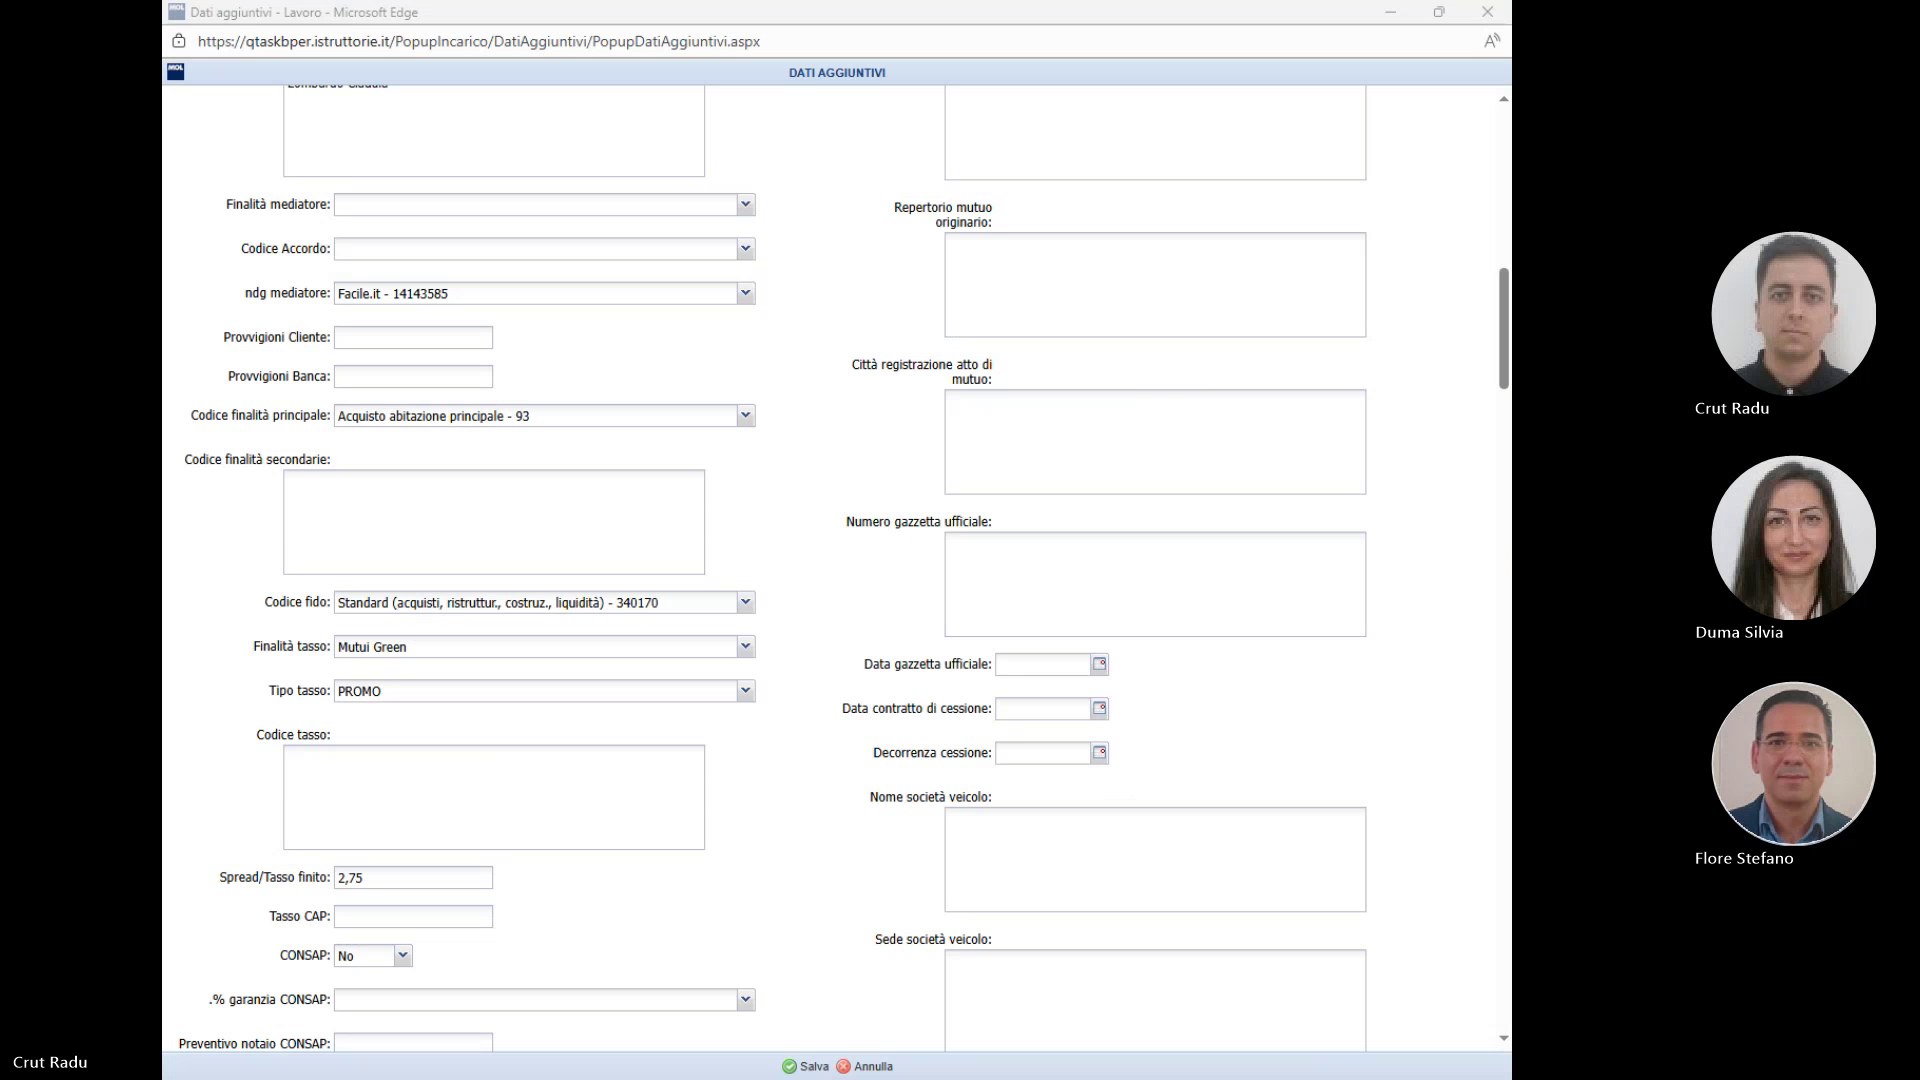 Dati aggiuntivi - Lavoro - Microsoft Edge
https://qtaskbper.istruttorie.it/PopupIncarico/DatiAggiuntivi/PopupDatiAggiuntivi.aspx
MOL
DATI AGGIUNTIVI
Lombardo Claudia
Finalità mediatore:
Codice Accordo:
ndg mediatore: Facile.it - 14143585
Provvigioni Cliente:
Provvigioni Banca:
Codice finalità principale: Acquisto abitazione principale - 93
Codice finalità secondarie:
Codice fido: Standard (acquisti, ristruttur., costruz., liquidità) - 340170
Finalità tasso: Mutui Green
Tipo tasso: PROMO
Codice tasso:
Spread/Tasso finito: 2,75
Tasso CAP:
CONSAP: No
.% garanzia CONSAP:
Preventivo notaio CONSAP:
Repertorio mutuo
originario:
Città registrazione atto di
mutuo:
Numero gazzetta ufficiale:
Data gazzetta ufficiale:
Data contratto di cessione:
Decorrenza cessione:
Nome società veicolo:
Sede società veicolo:
Salva Annulla
Crut Radu
Duma Silvia
Flore Stefano
Crut Radu